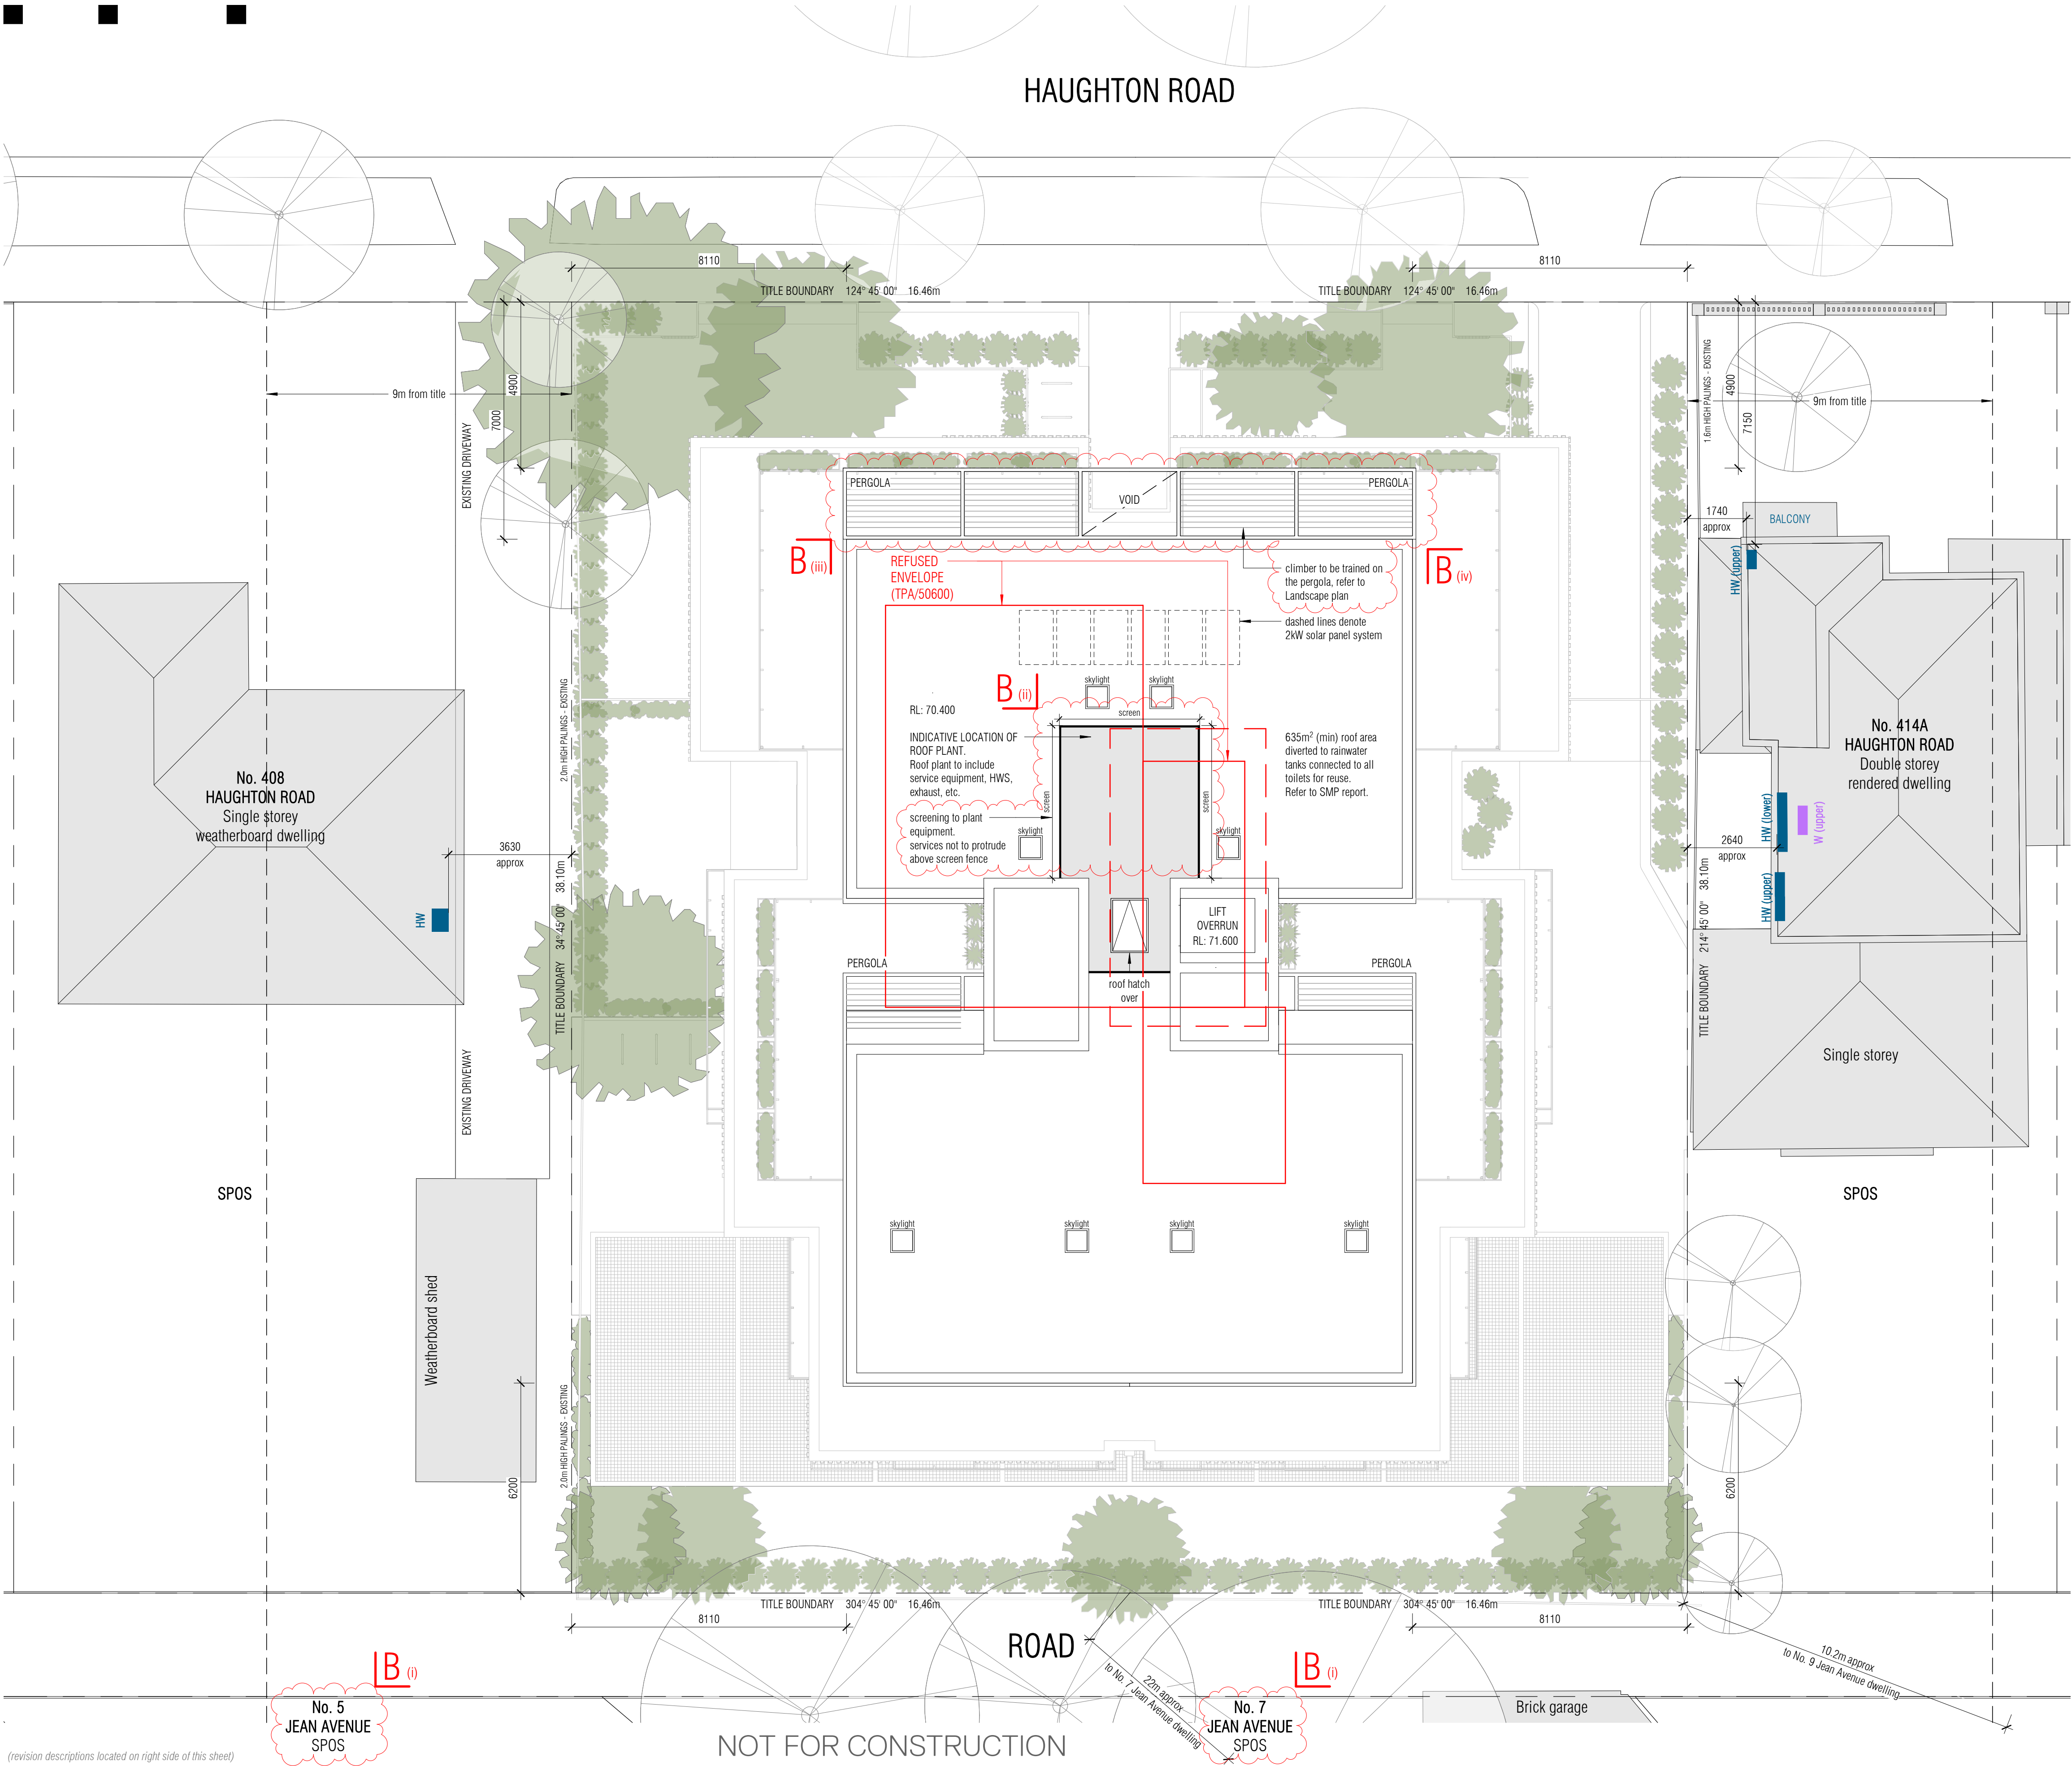 HAUGHTON ROAD
8110
8110
TITLE BOUNDARY 124° 45' 00" 16.46m
TITLE BOUNDARY 124° 45' 00" 16.46m
9m from title
4900
7000
EXISTING DRIVEWAY
1.6m HIGH PALINGS - EXISTING
4900
7150
9m from title
PERGOLA
VOID
PERGOLA
1740
approx
BALCONY
HW (upper)
B (iii)
B (iv)
REFUSED
ENVELOPE
(TPA/50600)
climber to be trained on
the pergola, refer to
Landscape plan
dashed lines denote
2kW solar panel system
B (ii)
skylight
skylight
screen
RL: 70.400
INDICATIVE LOCATION OF
ROOF PLANT.
Roof plant to include
service equipment, HWS,
exhaust, etc.
screening to plant
equipment.
services not to protrude
above screen fence
screen
screen
skylight
skylight
635m² (min) roof area
diverted to rainwater
tanks connected to all
toilets for reuse.
Refer to SMP report.
2.0m HIGH PALINGS - EXISTING
No. 408
HAUGHTON ROAD
Single storey
weatherboard dwelling
3630
approx
HW
TITLE BOUNDARY 34° 45' 00" 38.10m
No. 414A
HAUGHTON ROAD
Double storey
rendered dwelling
HW (lower)
W (upper)
2640
approx
HW (upper)
TITLE BOUNDARY 214° 45' 00" 38.10m
LIFT
OVERRUN
RL: 71.600
PERGOLA
PERGOLA
roof hatch
over
Single storey
EXISTING DRIVEWAY
SPOS
SPOS
skylight
skylight
skylight
skylight
Weatherboard shed
2.0m HIGH PALINGS - EXISTING
6200
6200
TITLE BOUNDARY 304° 45' 00" 16.46m
TITLE BOUNDARY 304° 45' 00" 16.46m
8110
8110
ROAD
B (i)
B (i)
22m approx
to No. 7 Jean Avenue dwelling
10.2m approx
to No. 9 Jean Avenue dwelling
No. 5
JEAN AVENUE
SPOS
No. 7
JEAN AVENUE
SPOS
Brick garage
NOT FOR CONSTRUCTION
(revision descriptions located on right side of this sheet)